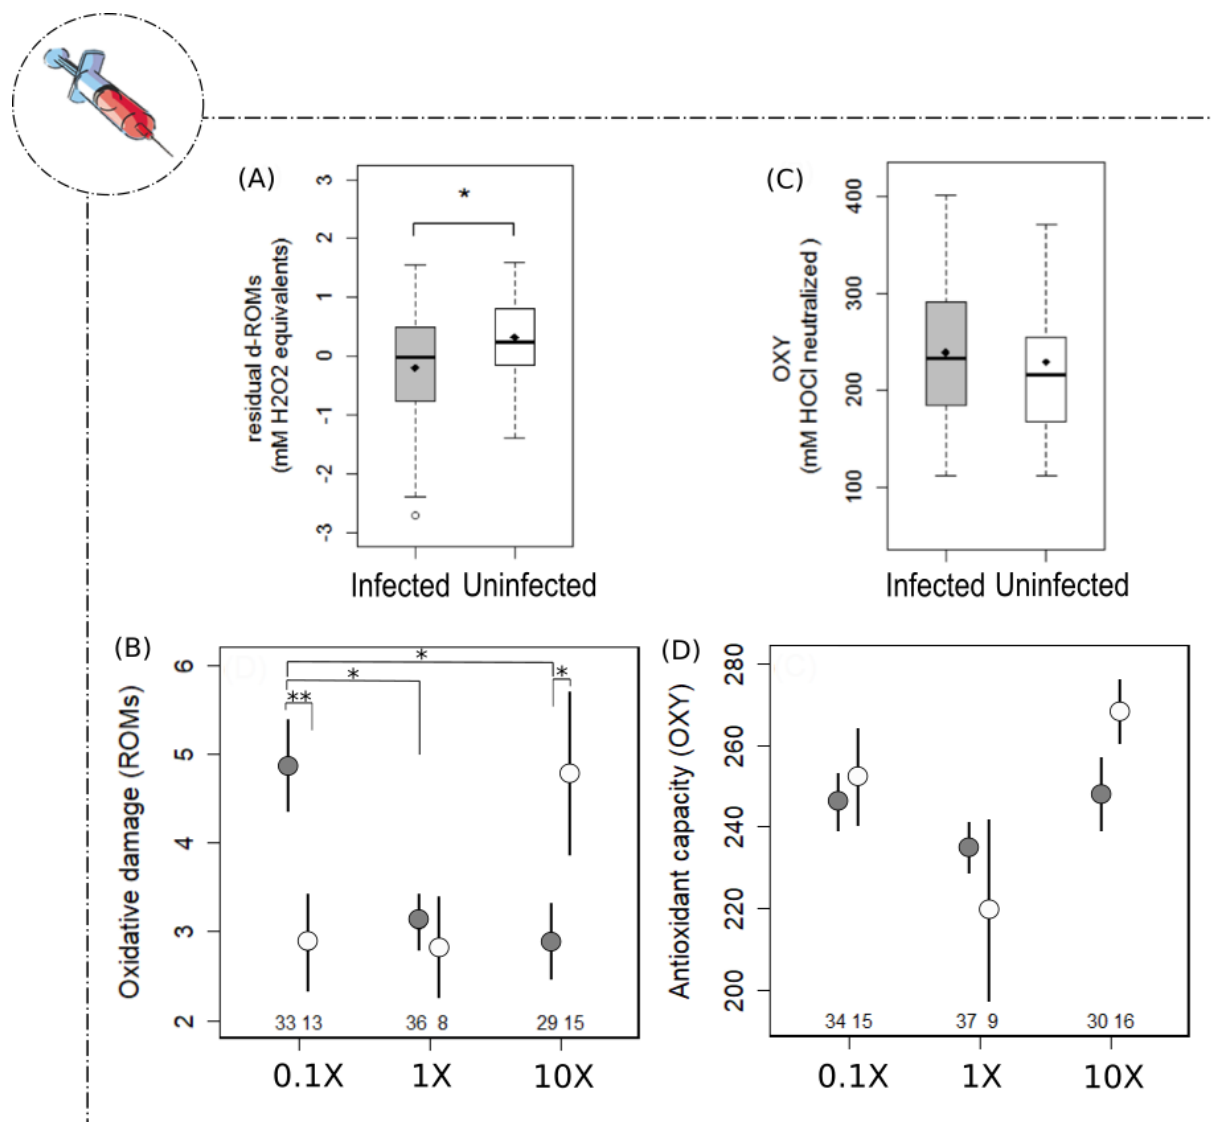 (A)
3
2
1
0
-1
-2
-3
residual d-ROMs
(mM H2O2 equivalents)
*
Infected Uninfected
(C)
400
300
200
100
OXY
(mM HOCl neutralized )
Infected Uninfected
(B)
(D)
6
5
4
3
2
Oxidative damage (ROMs)
*
*
*
**
33 13 36 8 29 15
0.1X 1X 10X
(D)
(C)
280
260
240
220
200
Antioxidant capacity (OXY)
34 15 37 9 30 16
0.1X 1X 10X